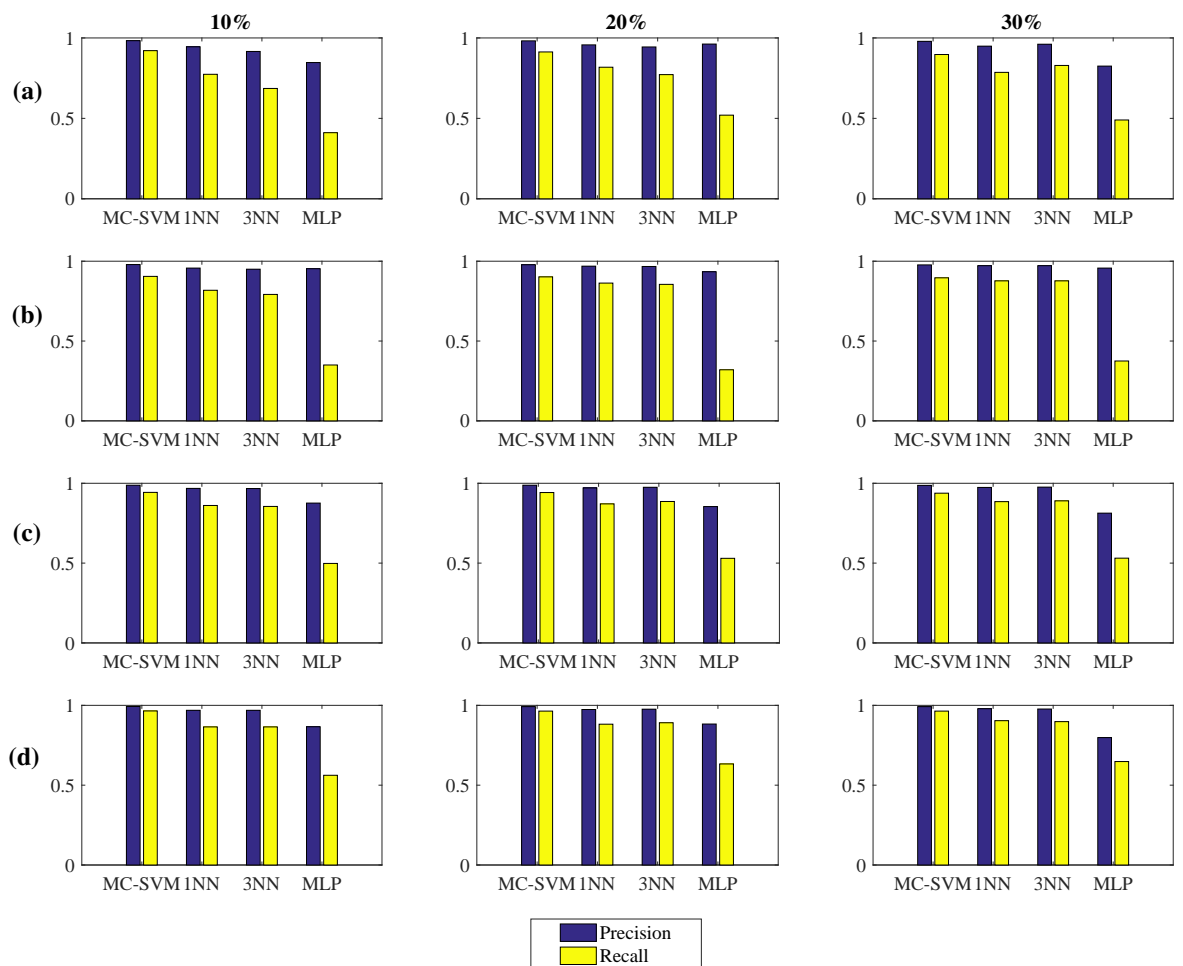 10% 20% 30%
(a)
1 1 1
0.5 0.5 0.5
0 0 0
MC-SVM 1NN 3NN MLP MC-SVM 1NN 3NN MLP MC-SVM 1NN 3NN MLP
(b)
1 1 1
0.5 0.5 0.5
0 0 0
MC-SVM 1NN 3NN MLP MC-SVM 1NN 3NN MLP MC-SVM 1NN 3NN MLP
(c)
1 1 1
0.5 0.5 0.5
0 0 0
MC-SVM 1NN 3NN MLP MC-SVM 1NN 3NN MLP MC-SVM 1NN 3NN MLP
(d)
1 1 1
0.5 0.5 0.5
0 0 0
MC-SVM 1NN 3NN MLP MC-SVM 1NN 3NN MLP MC-SVM 1NN 3NN MLP
Precision
Recall